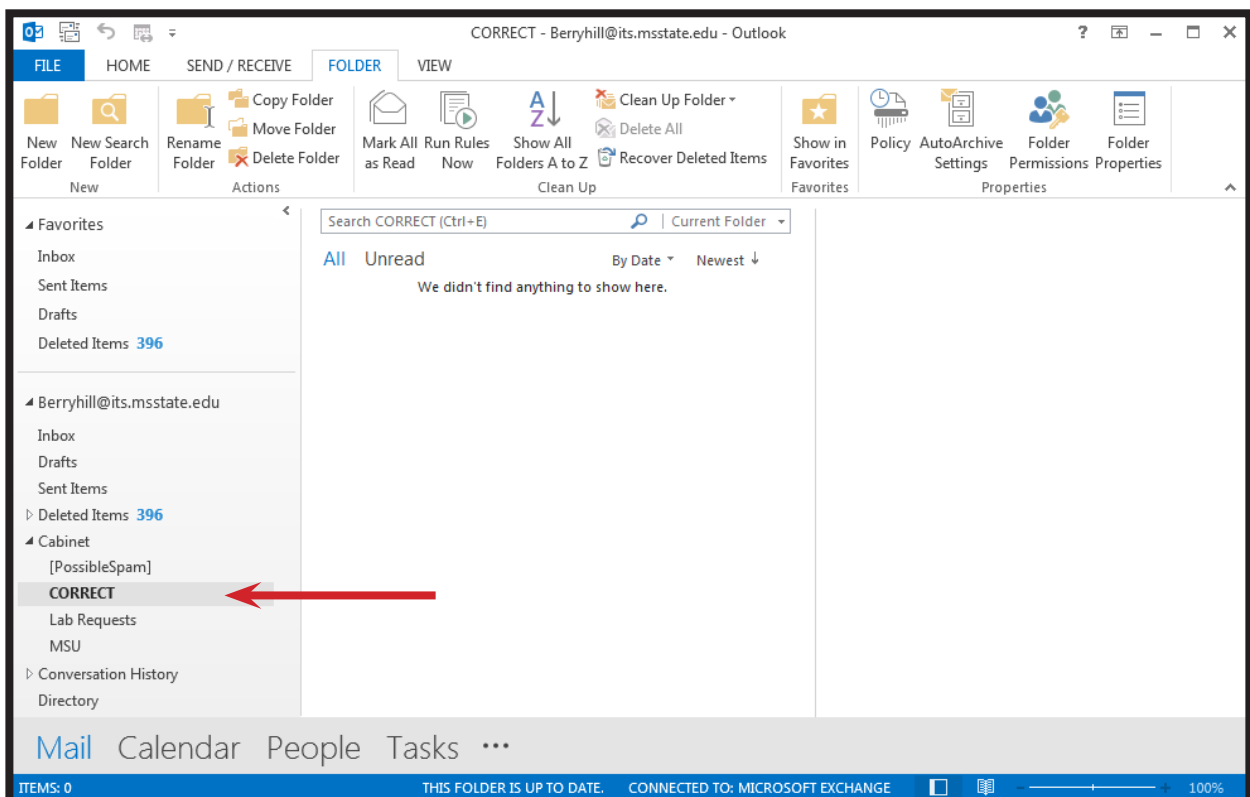 CORRECT - Berryhill@its.msstate.edu - Outlook
FILE HOME SEND / RECEIVE FOLDER VIEW
New Folder
New Search Folder
New
Rename Folder
Copy Folder
Move Folder
Delete Folder
Actions
Mark All as Read
Run Rules Now
Show All Folders A to Z
Clean Up Folder
Delete All
Recover Deleted Items
Clean Up
Show in Favorites
Favorites
Policy
AutoArchive Settings
Folder Permissions
Folder Properties
Properties
Favorites
Inbox
Sent Items
Drafts
Deleted Items 396
Berryhill@its.msstate.edu
Inbox
Drafts
Sent Items
Deleted Items 396
Cabinet
[PossibleSpam]
CORRECT
Lab Requests
MSU
Conversation History
Directory
Search CORRECT (Ctrl+E) Current Folder
All Unread By Date Newest
We didn't find anything to show here.
Mail Calendar People Tasks •••
ITEMS: 0 THIS FOLDER IS UP TO DATE. CONNECTED TO: MICROSOFT EXCHANGE 100%